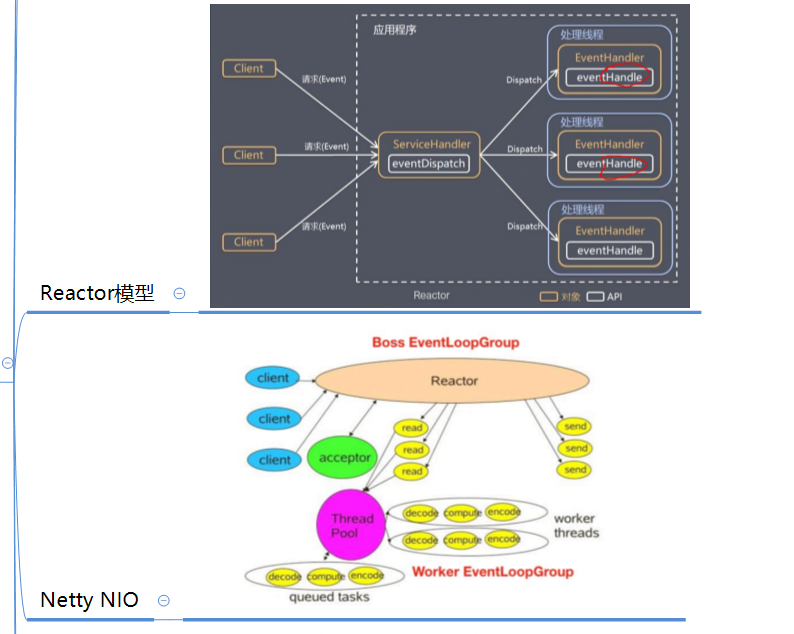 应用程序
处理线程
EventHandler
eventHandle
Client
请求(Event)
Dispatch
处理线程
ServiceHandler
eventDispatch
EventHandler
eventHandle
Client
请求(Event)
Dispatch
处理线程
EventHandler
eventHandle
Client
请求(Event)
Dispatch
Reactor
对象
API
Reactor模型
Boss EventLoopGroup
client
Reactor
client
client
acceptor
read
read
read
send
send
send
Thread
Pool
decode compute encode
decode compute encode
worker
threads
decode compute encode
queued tasks
Worker EventLoopGroup
Netty NIO